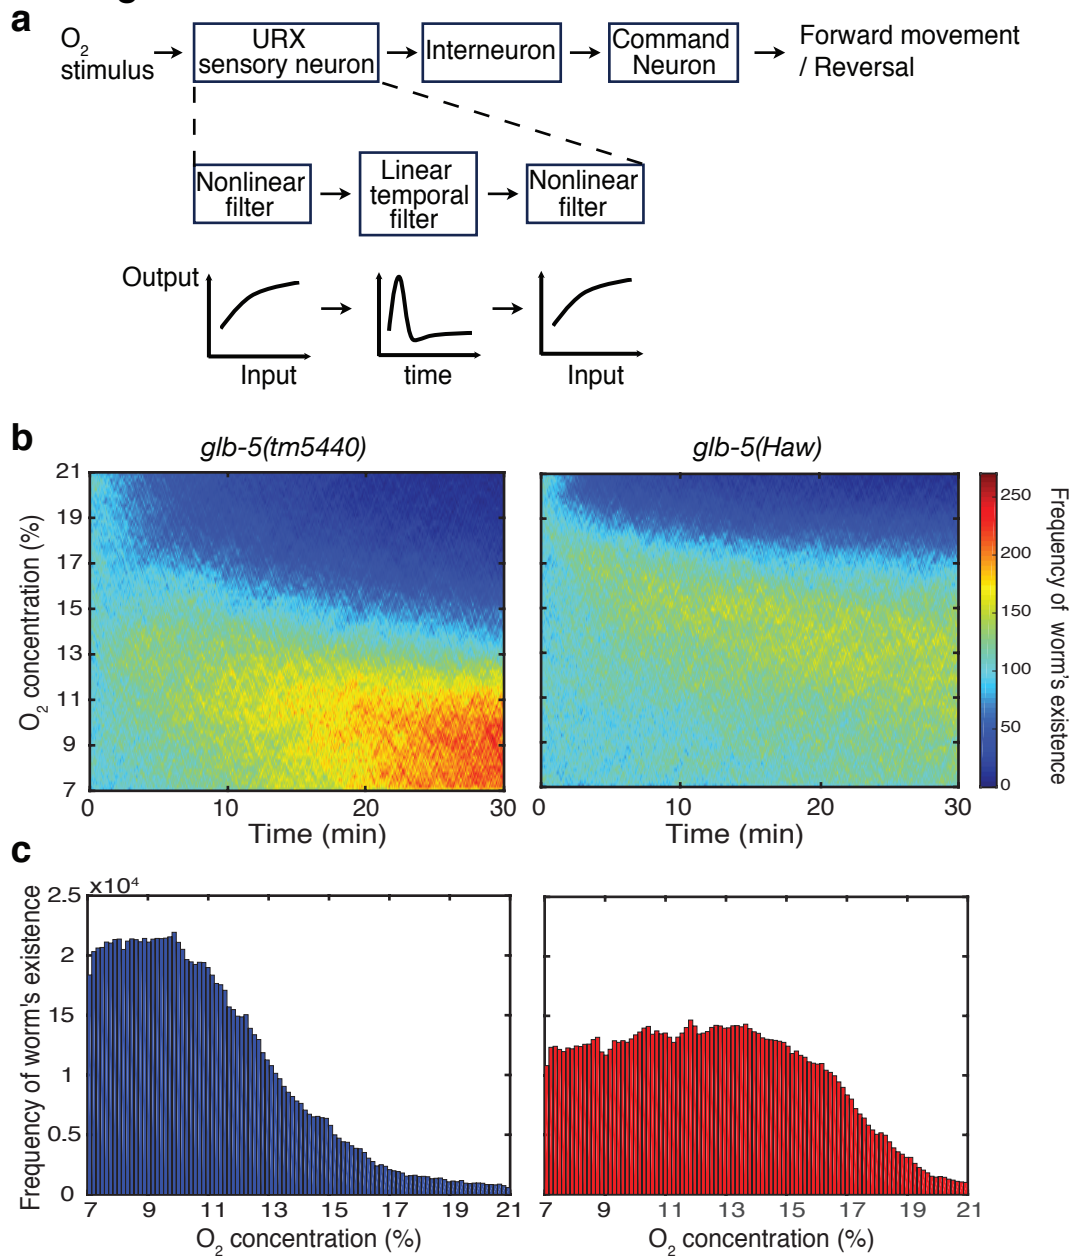 a
O2 stimulus
URX sensory neuron
Interneuron
Command Neuron
Forward movement / Reversal
Nonlinear filter
Linear temporal filter
Nonlinear filter
Output
Input
time
Input
b
glb-5(tm5440)
glb-5(Haw)
21
19
17
15
13
11
9
7
O2 concentration (%)
0
10
20
30
Time (min)
0
10
20
30
Time (min)
250
200
150
100
50
0
Frequency of worm's existence
c
x10⁴
2.5
2
15
1
0.5
0
Frequency of worm's existence
7
9
11
13
15
17
19
21
O2 concentration (%)
7
9
11
13
15
17
19
21
O2 concentration (%)